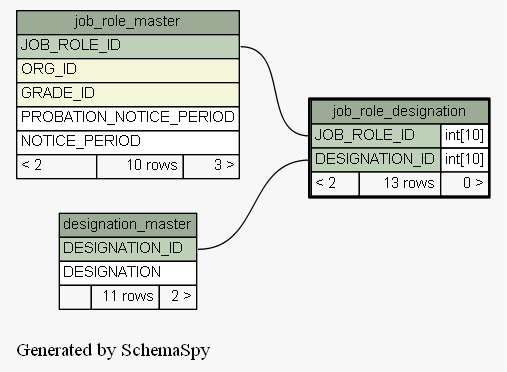 job_role_master
JOB_ROLE_ID
ORG_ID
GRADE_ID
PROBATION_NOTICE_PERIOD
NOTICE_PERIOD
< 2 10 rows 3 >
job_role_designation
JOB_ROLE_ID int[10]
DESIGNATION_ID int[10]
< 2 13 rows 0 >
designation_master
DESIGNATION_ID
DESIGNATION
11 rows 2 >
Generated by SchemaSpy